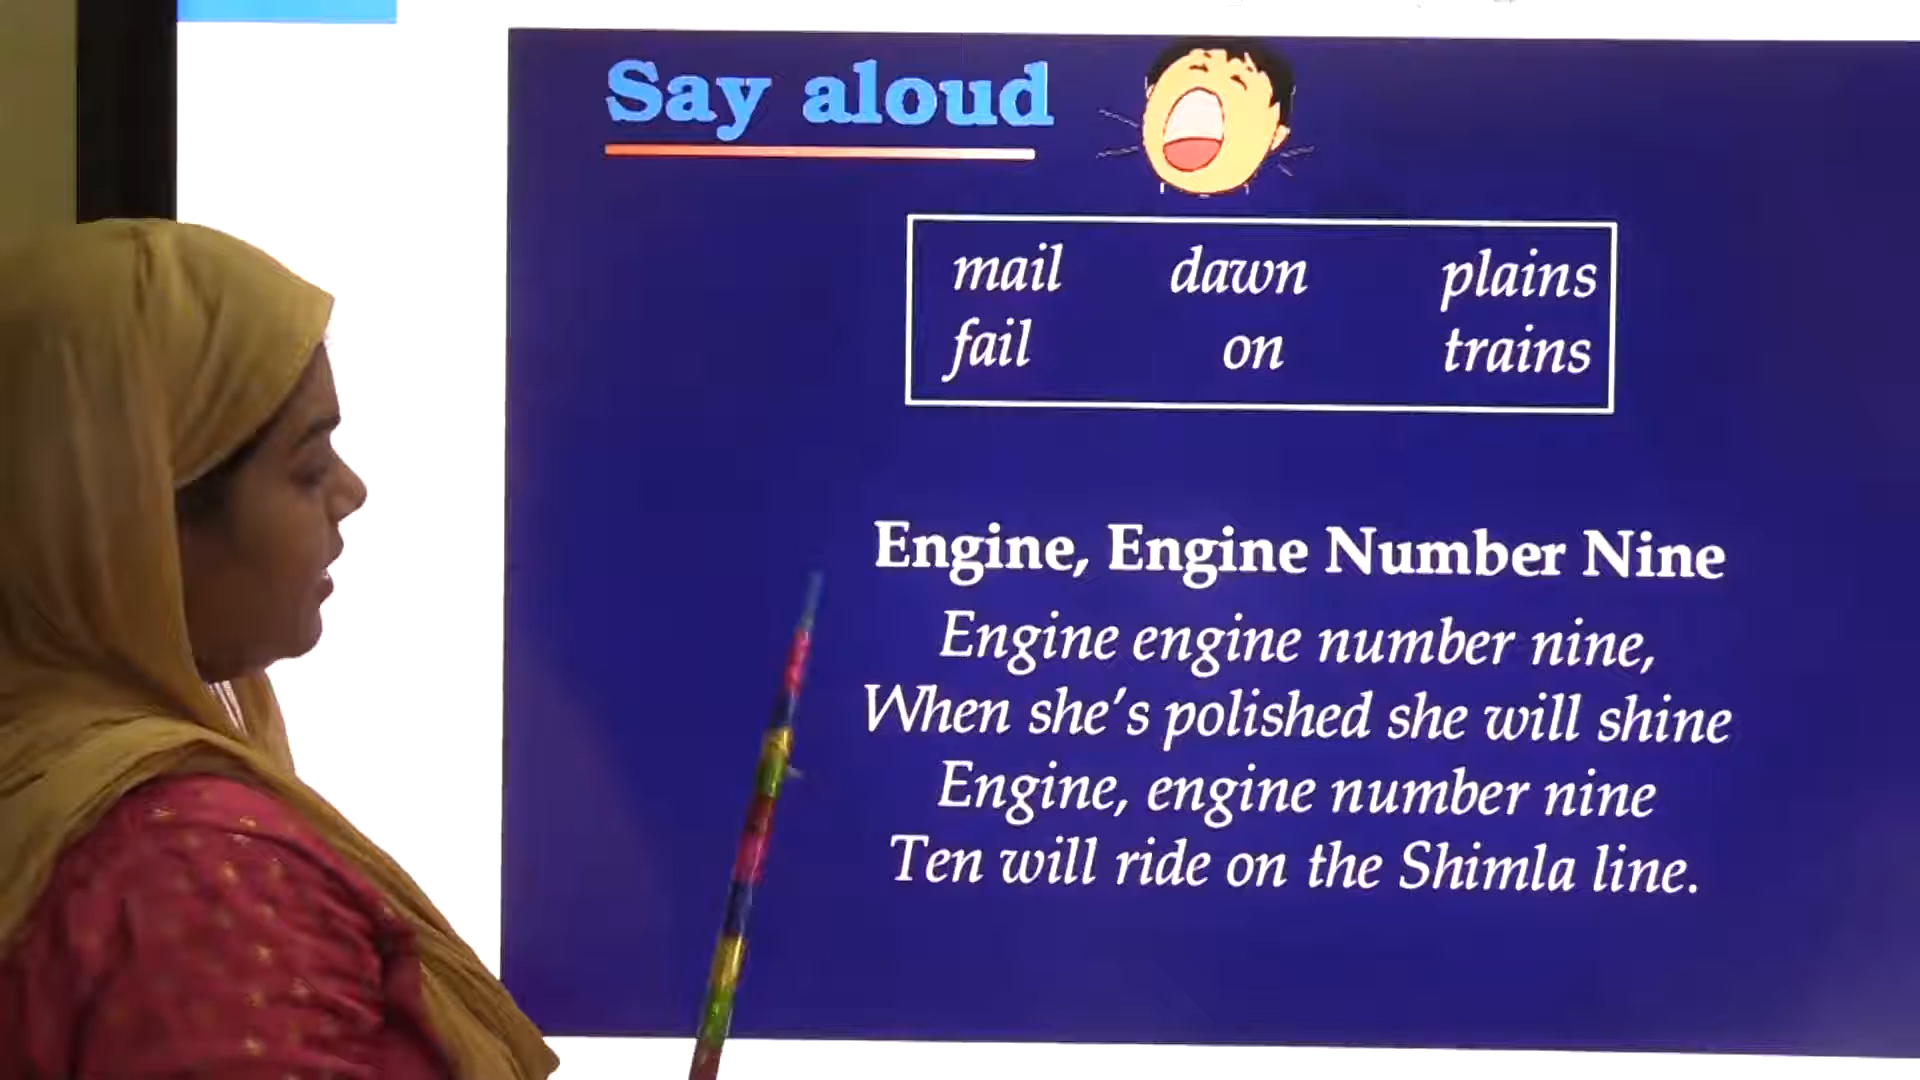 Say aloud
mail dawn plains
fail on trains
Engine, Engine Number Nine
Engine engine number nine,
When she's polished she will shine
Engine, engine number nine
Ten will ride on the Shimla line.